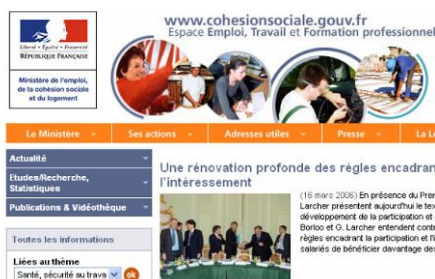 www.cohesionsociale.gouv.fr
Espace Emploi, Travail et Formation professionnel
Liberté • Égalité • Fraternité
RÉPUBLIQUE FRANÇAISE
Ministère de l'emploi,
de la cohésion sociale
et du logement
Le Ministère
Ses actions
Adresses utiles
Presse
La L
Actualité
Etudes/Recherche,
Statistiques
Publications & Vidéothèque
Toutes les informations
Liées au thème
Santé, sécurité au trava
ok
Une rénovation profonde des règles encadran
l'intéressement
(16 mars 2006) En présence du Prem
Larcher présentent aujourd'hui le tex
développement de la participation et
Borloo et G. Larcher entendent contr
règles encadrant la participation et l'i
salariés de bénéficier davantage des